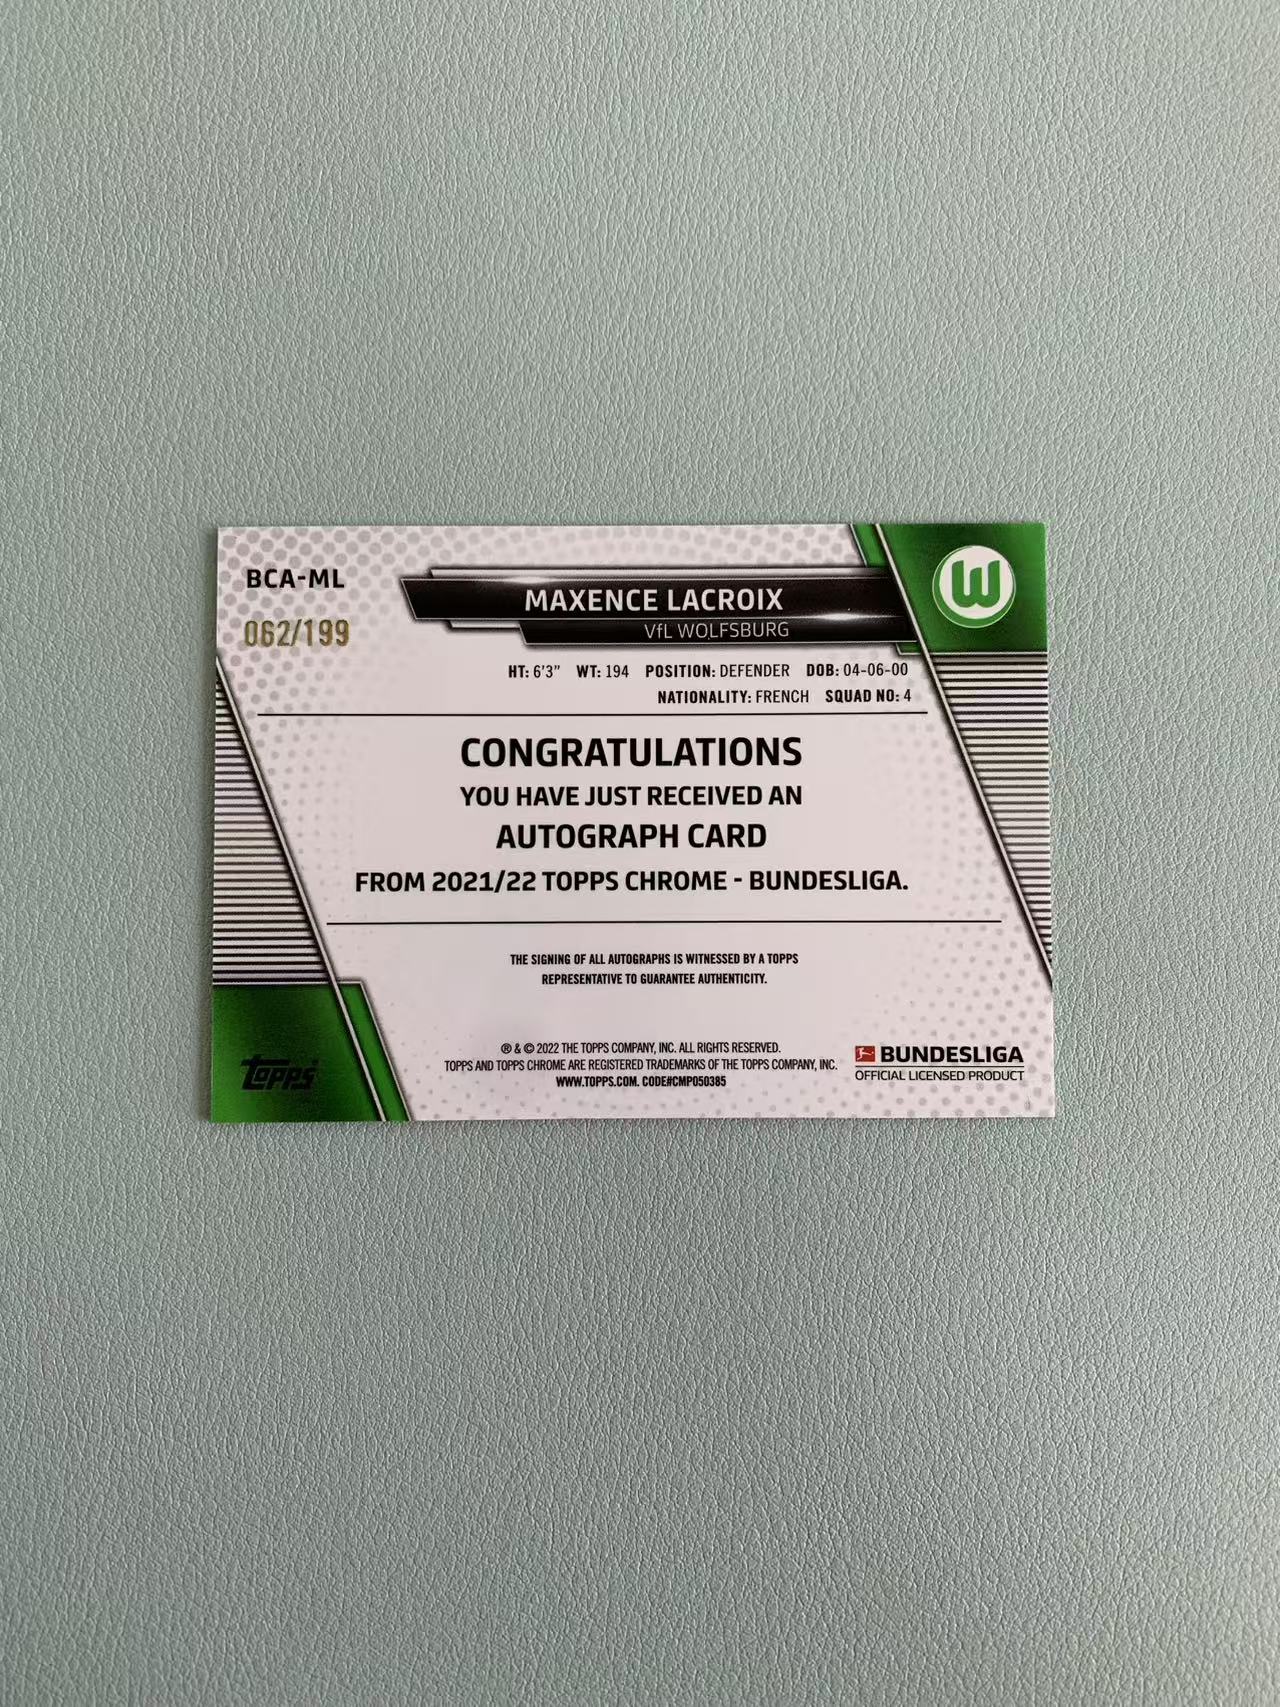 BCA-ML
062/199
MAXENCE LACROIX
VfL WOLFSBURG
W
HT: 6'3" WT: 194 POSITION: DEFENDER DOB: 04-06-00
NATIONALITY: FRENCH SQUAD NO: 4
CONGRATULATIONS
YOU HAVE JUST RECEIVED AN
AUTOGRAPH CARD
FROM 2021/22 TOPPS CHROME - BUNDESLIGA.
THE SIGNING OF ALL AUTOGRAPHS IS WITNESSED BY A TOPPS
REPRESENTATIVE TO GUARANTEE AUTHENTICITY.
® & © 2022 THE TOPPS COMPANY, INC. ALL RIGHTS RESERVED.
TOPPS AND TOPPS CHROME ARE REGISTERED TRADEMARKS OF THE TOPPS COMPANY, INC.
WWW.TOPPS.COM. CODE#CMP050385
topps
BUNDESLIGA
OFFICIAL LICENSED PRODUCT